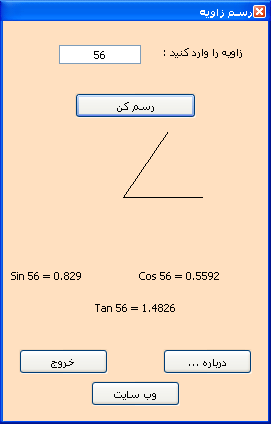 رسم زاویه
زاویه را وارد کنید :
56
رسم کن
Sin 56 = 0.829
Cos 56 = 0.5592
Tan 56 = 1.4826
درباره ...
خروج
وب سایت